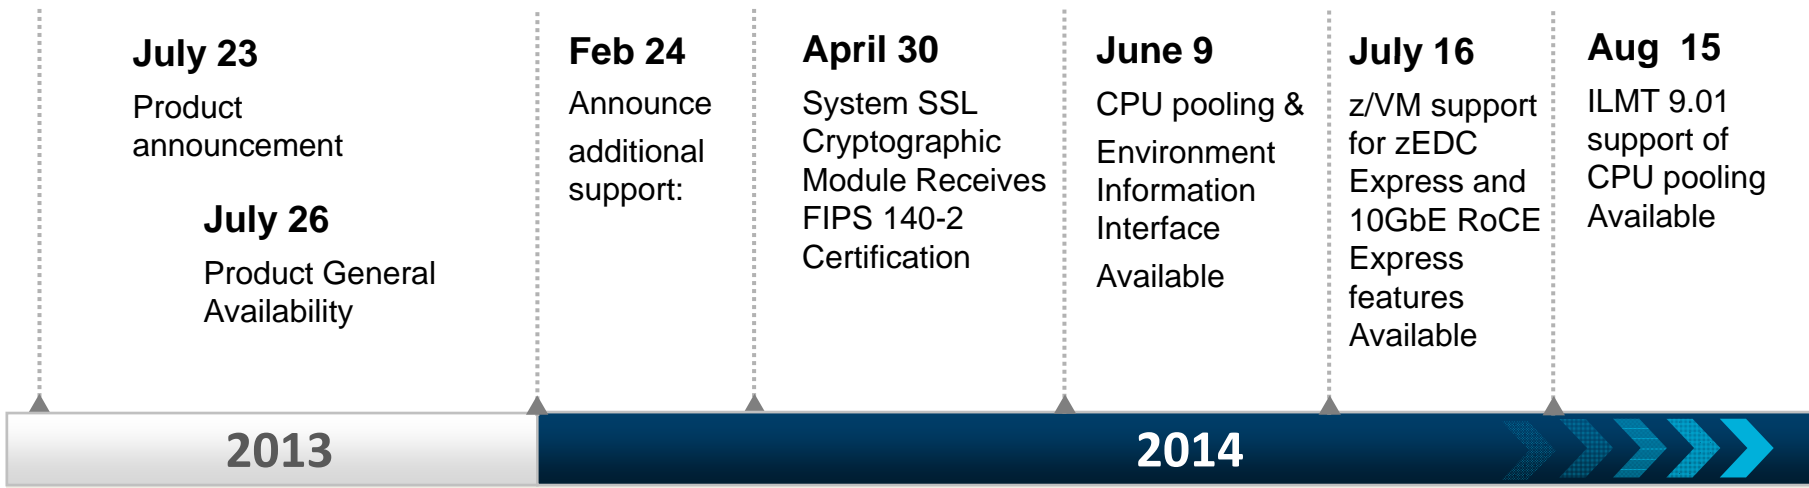 July 23
Product
announcement
July 26
Product General
Availability
Feb 24
Announce
additional
support:
April 30
System SSL
Cryptographic
Module Receives
FIPS 140-2
Certification
June 9
CPU pooling &
Environment
Information
Interface
Available
July 16
z/VM support
for zEDC
Express and
10GbE RoCE
Express
features
Available
Aug  15
ILMT 9.01
support of
CPU pooling
Available
2013
2014